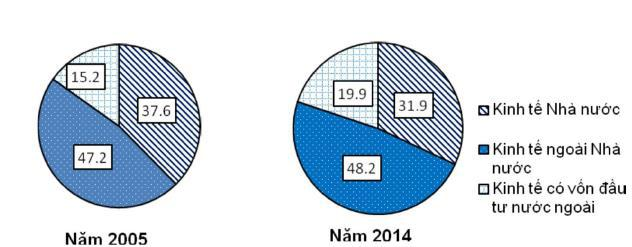 15.2
37.6
47.2
Năm 2005
19.9
31.9
48.2
Năm 2014
Kinh tế Nhà nước
Kinh tế ngoài Nhà
nước
Kinh tế có vốn đầu
tư nước ngoài